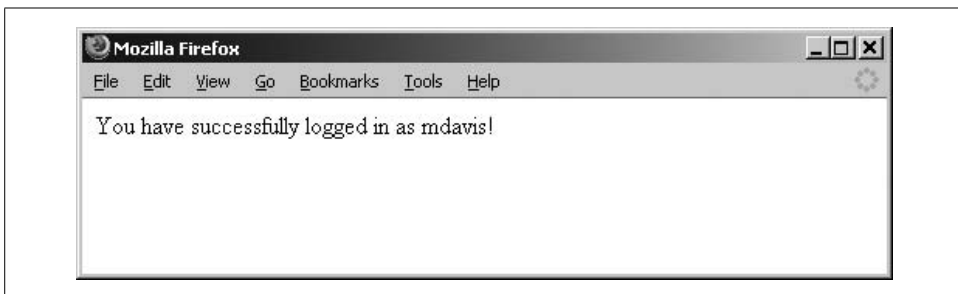 Mozilla Firefox
File Edit View Go Bookmarks Tools Help
You have successfully logged in as mdavis!